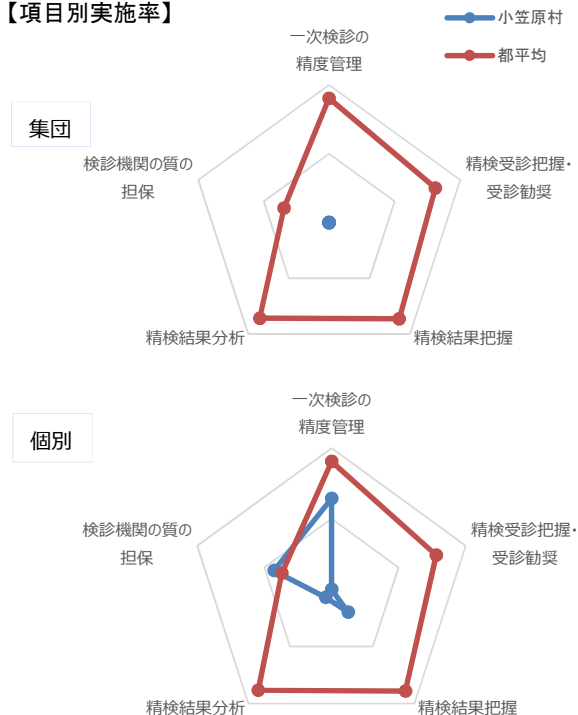 【項目別実施率】
小笠原村
都平均
集団
一次検診の
精度管理
精検受診把握・
受診勧奨
精検結果把握
精検結果分析
検診機関の質の
担保
個別
一次検診の
精度管理
精検受診把握・
受診勧奨
精検結果把握
精検結果分析
検診機関の質の
担保